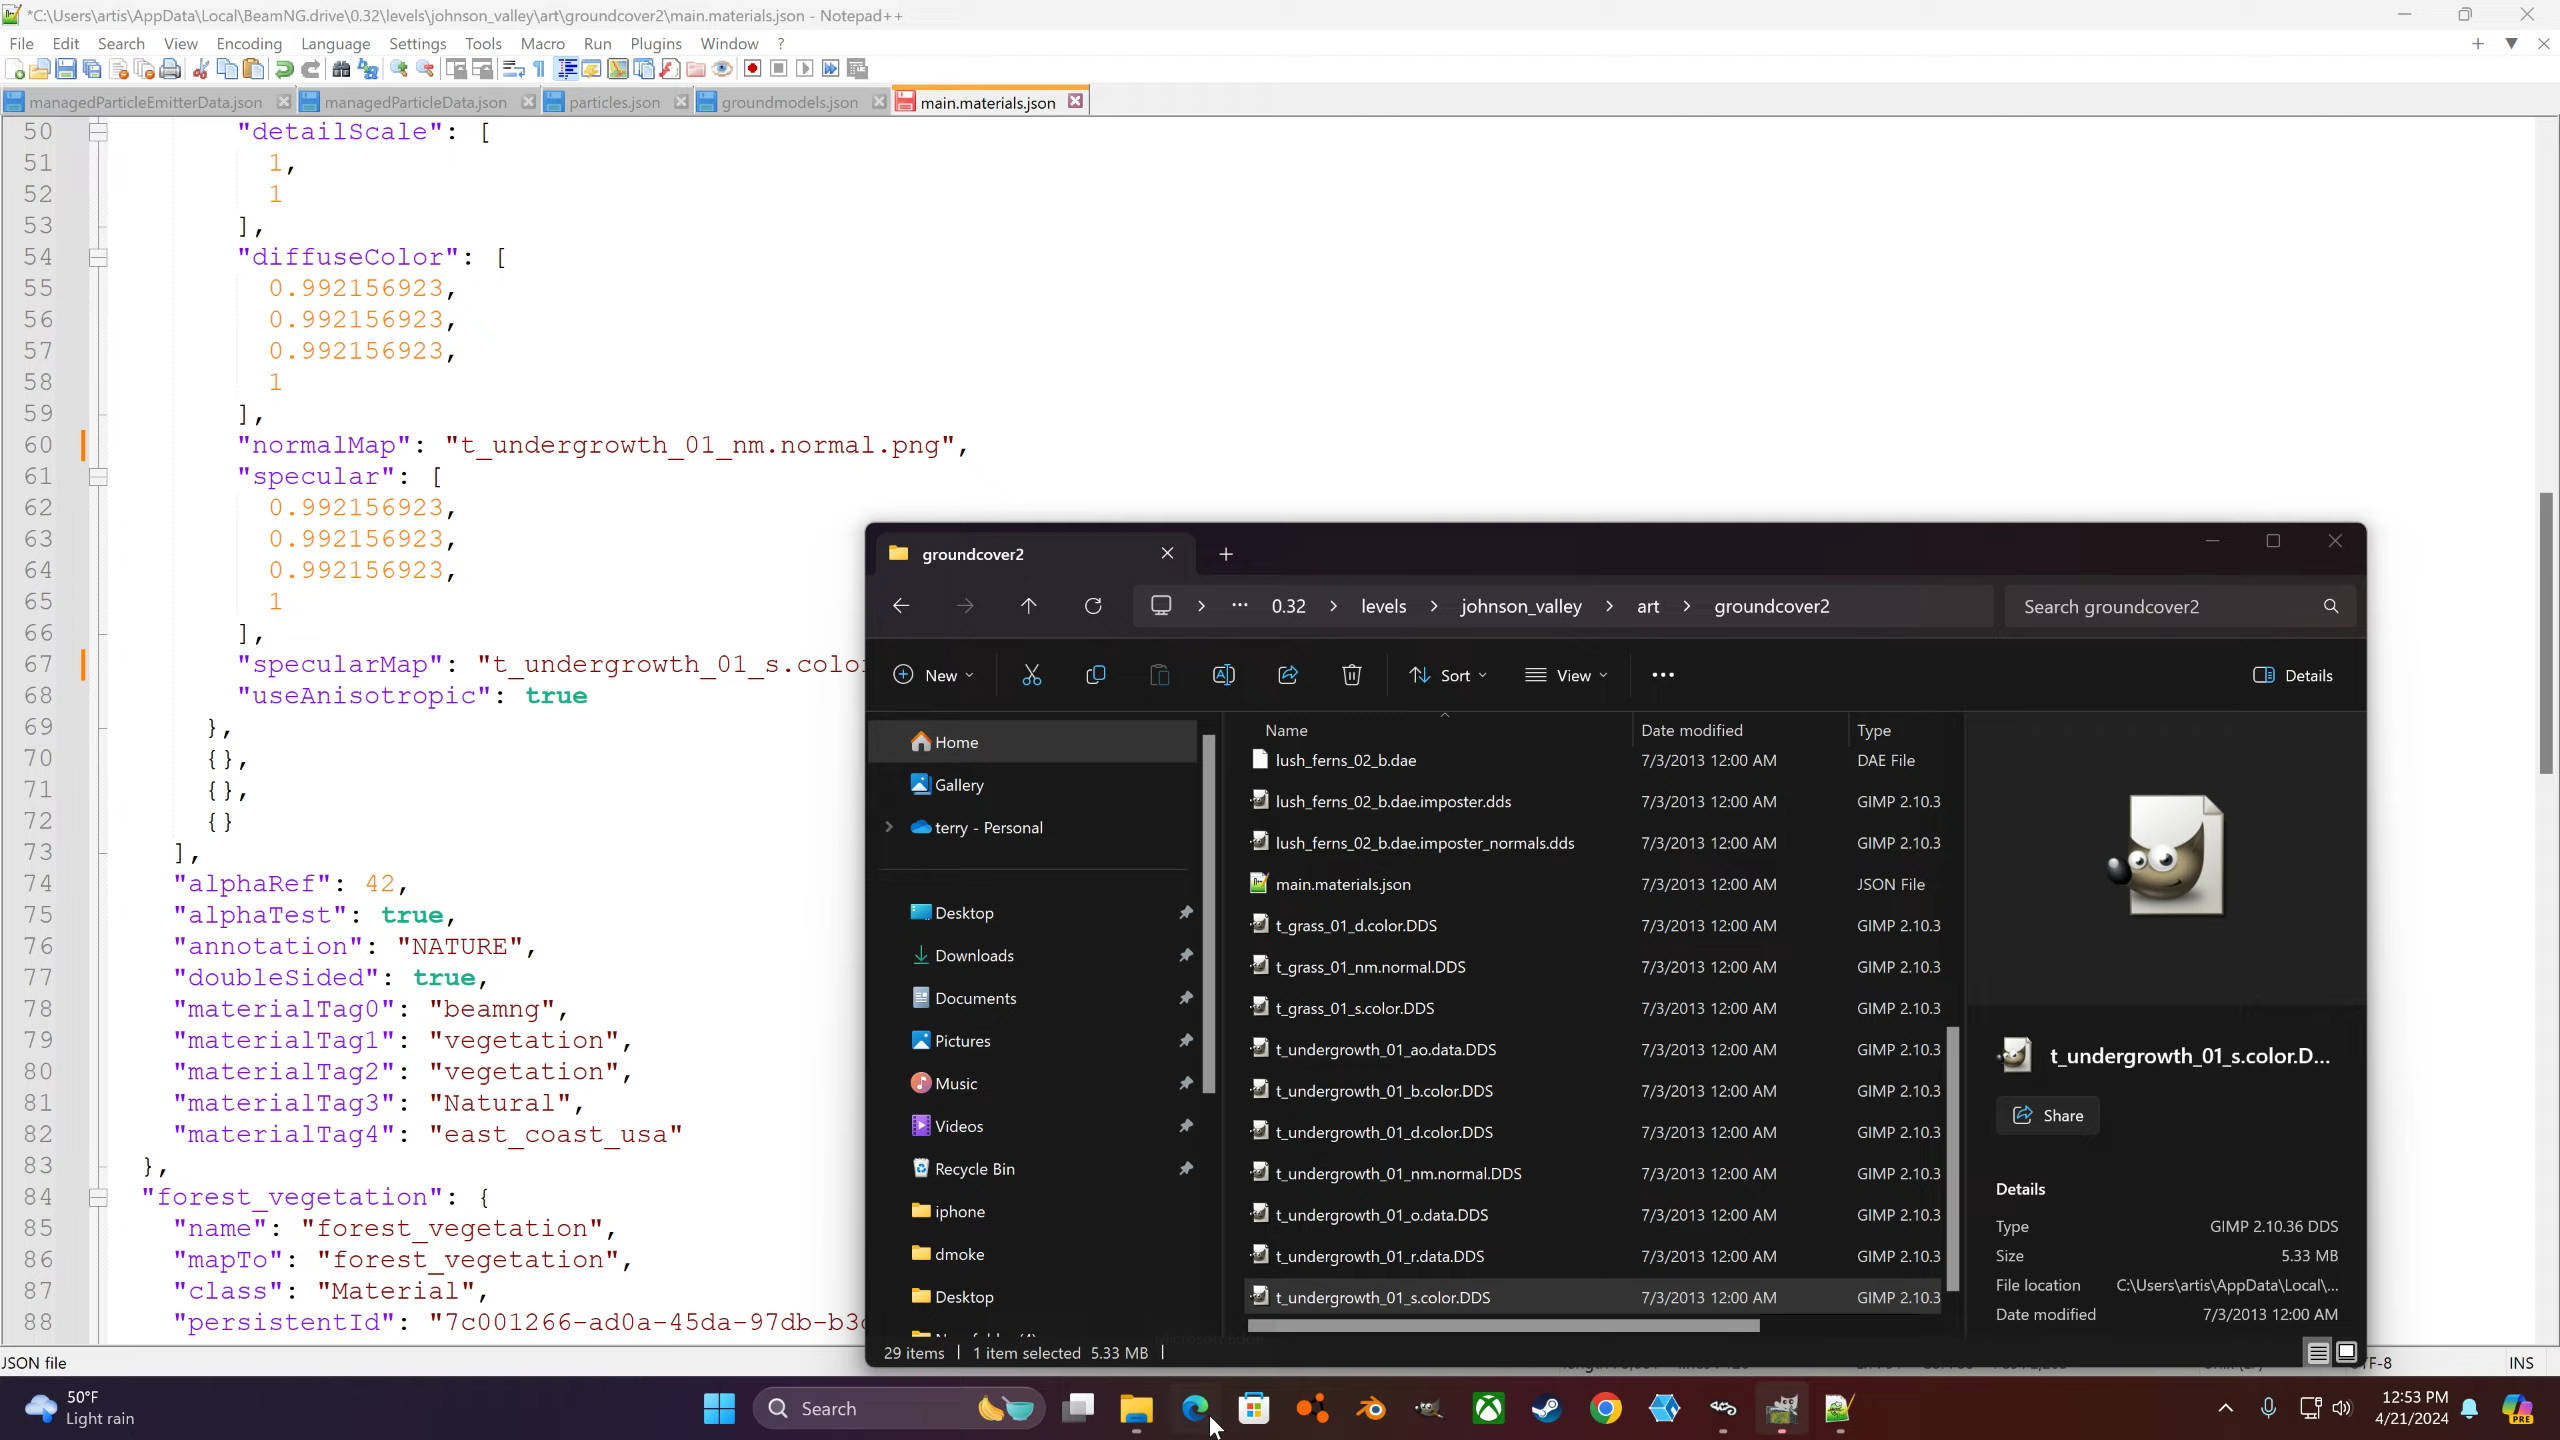 *C:\Users\artis\AppData\Local\BeamNG.drive\0.32\levels\johnson_valley\art\groundcover2\main.materials.json - Notepad++
File Edit Search View Encoding Language Settings Tools Macro Run Plugins Window ?
managedParticleEmitterData.json managedParticleData.json particles.json groundmodels.json main.materials.json
50 "detailScale": [
51 1,
52 1
53 ],
54 "diffuseColor": [
55 0.992156923,
56 0.992156923,
57 0.992156923,
58 1
59 ],
60 "normalMap": "t_undergrowth_01_nm.normal.png",
61 "specular": [
62 0.992156923,
63 0.992156923,
64 0.992156923,
65 1
66 ],
67 "specularMap": "t_undergrowth_01_s.color
68 "useAnisotropic": true
69 },
70 {},
71 {},
72 {}
73 ],
74 "alphaRef": 42,
75 "alphaTest": true,
76 "annotation": "NATURE",
77 "doubleSided": true,
78 "materialTag0": "beamng",
79 "materialTag1": "vegetation",
80 "materialTag2": "vegetation",
81 "materialTag3": "Natural",
82 "materialTag4": "east_coast_usa"
83 },
84 "forest_vegetation": {
85 "name": "forest_vegetation",
86 "mapTo": "forest_vegetation",
87 "class": "Material",
88 "persistentId": "7c001266-ad0a-45da-97db-b3
JSON file
INS
groundcover2
0.32 > levels > johnson_valley > art > groundcover2
Search groundcover2
New Sort View Details
Home
Gallery
terry - Personal
Desktop
Downloads
Documents
Pictures
Music
Videos
Recycle Bin
iphone
dmoke
Desktop
Name Date modified Type
lush_ferns_02_b.dae 7/3/2013 12:00 AM DAE File
lush_ferns_02_b.dae.imposter.dds 7/3/2013 12:00 AM GIMP 2.10.3
lush_ferns_02_b.dae.imposter_normals.dds 7/3/2013 12:00 AM GIMP 2.10.3
main.materials.json 7/3/2013 12:00 AM JSON File
t_grass_01_d.color.DDS 7/3/2013 12:00 AM GIMP 2.10.3
t_grass_01_nm.normal.DDS 7/3/2013 12:00 AM GIMP 2.10.3
t_grass_01_s.color.DDS 7/3/2013 12:00 AM GIMP 2.10.3
t_undergrowth_01_ao.data.DDS 7/3/2013 12:00 AM GIMP 2.10.3
t_undergrowth_01_b.color.DDS 7/3/2013 12:00 AM GIMP 2.10.3
t_undergrowth_01_d.color.DDS 7/3/2013 12:00 AM GIMP 2.10.3
t_undergrowth_01_nm.normal.DDS 7/3/2013 12:00 AM GIMP 2.10.3
t_undergrowth_01_o.data.DDS 7/3/2013 12:00 AM GIMP 2.10.3
t_undergrowth_01_r.data.DDS 7/3/2013 12:00 AM GIMP 2.10.3
t_undergrowth_01_s.color.DDS 7/3/2013 12:00 AM GIMP 2.10.3
t_undergrowth_01_s.color.D...
Share
Details
Type GIMP 2.10.36 DDS
Size 5.33 MB
File location C:\Users\artis\AppData\Local\...
Date modified 7/3/2013 12:00 AM
29 items 1 item selected 5.33 MB
50°F
Light rain
Search
12:53 PM
4/21/2024
PRE